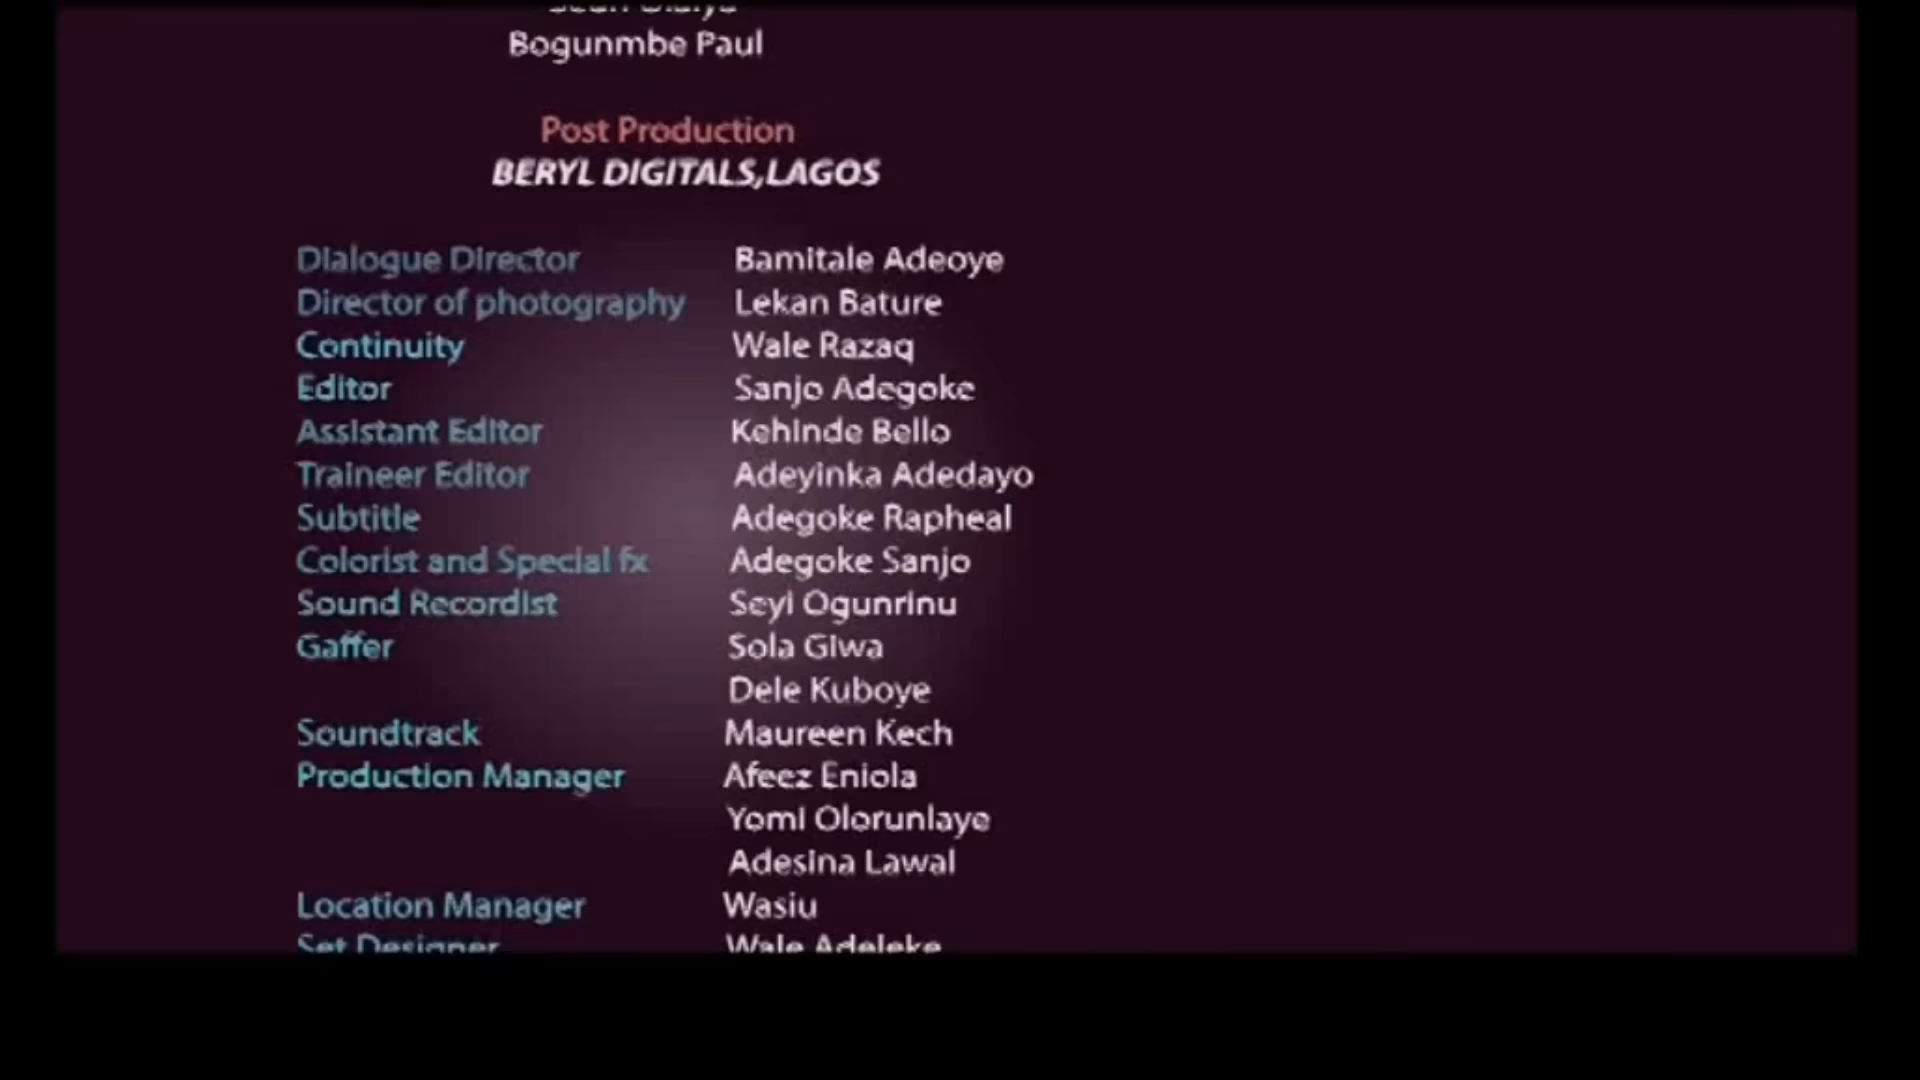 Bogunmbe Paul
Post Production
BERYL DIGITALS,LAGOS
Dialogue Director Bamitale Adeoye
Director of photography Lekan Bature
Continuity Wale Razaq
Editor Sanjo Adegoke
Assistant Editor Kehinde Bello
Traineer Editor Adeyinka Adedayo
Subtitle Adegoke Rapheal
Colorist and Special fx Adegoke Sanjo
Sound Recordist Seyi Ogunrinu
Gaffer Sola Giwa
Dele Kuboye
Soundtrack Maureen Kech
Production Manager Afeez Eniola
Yomi Olorunlaye
Adesina Lawal
Location Manager Wasiu
Set Designer Wale Adeleke